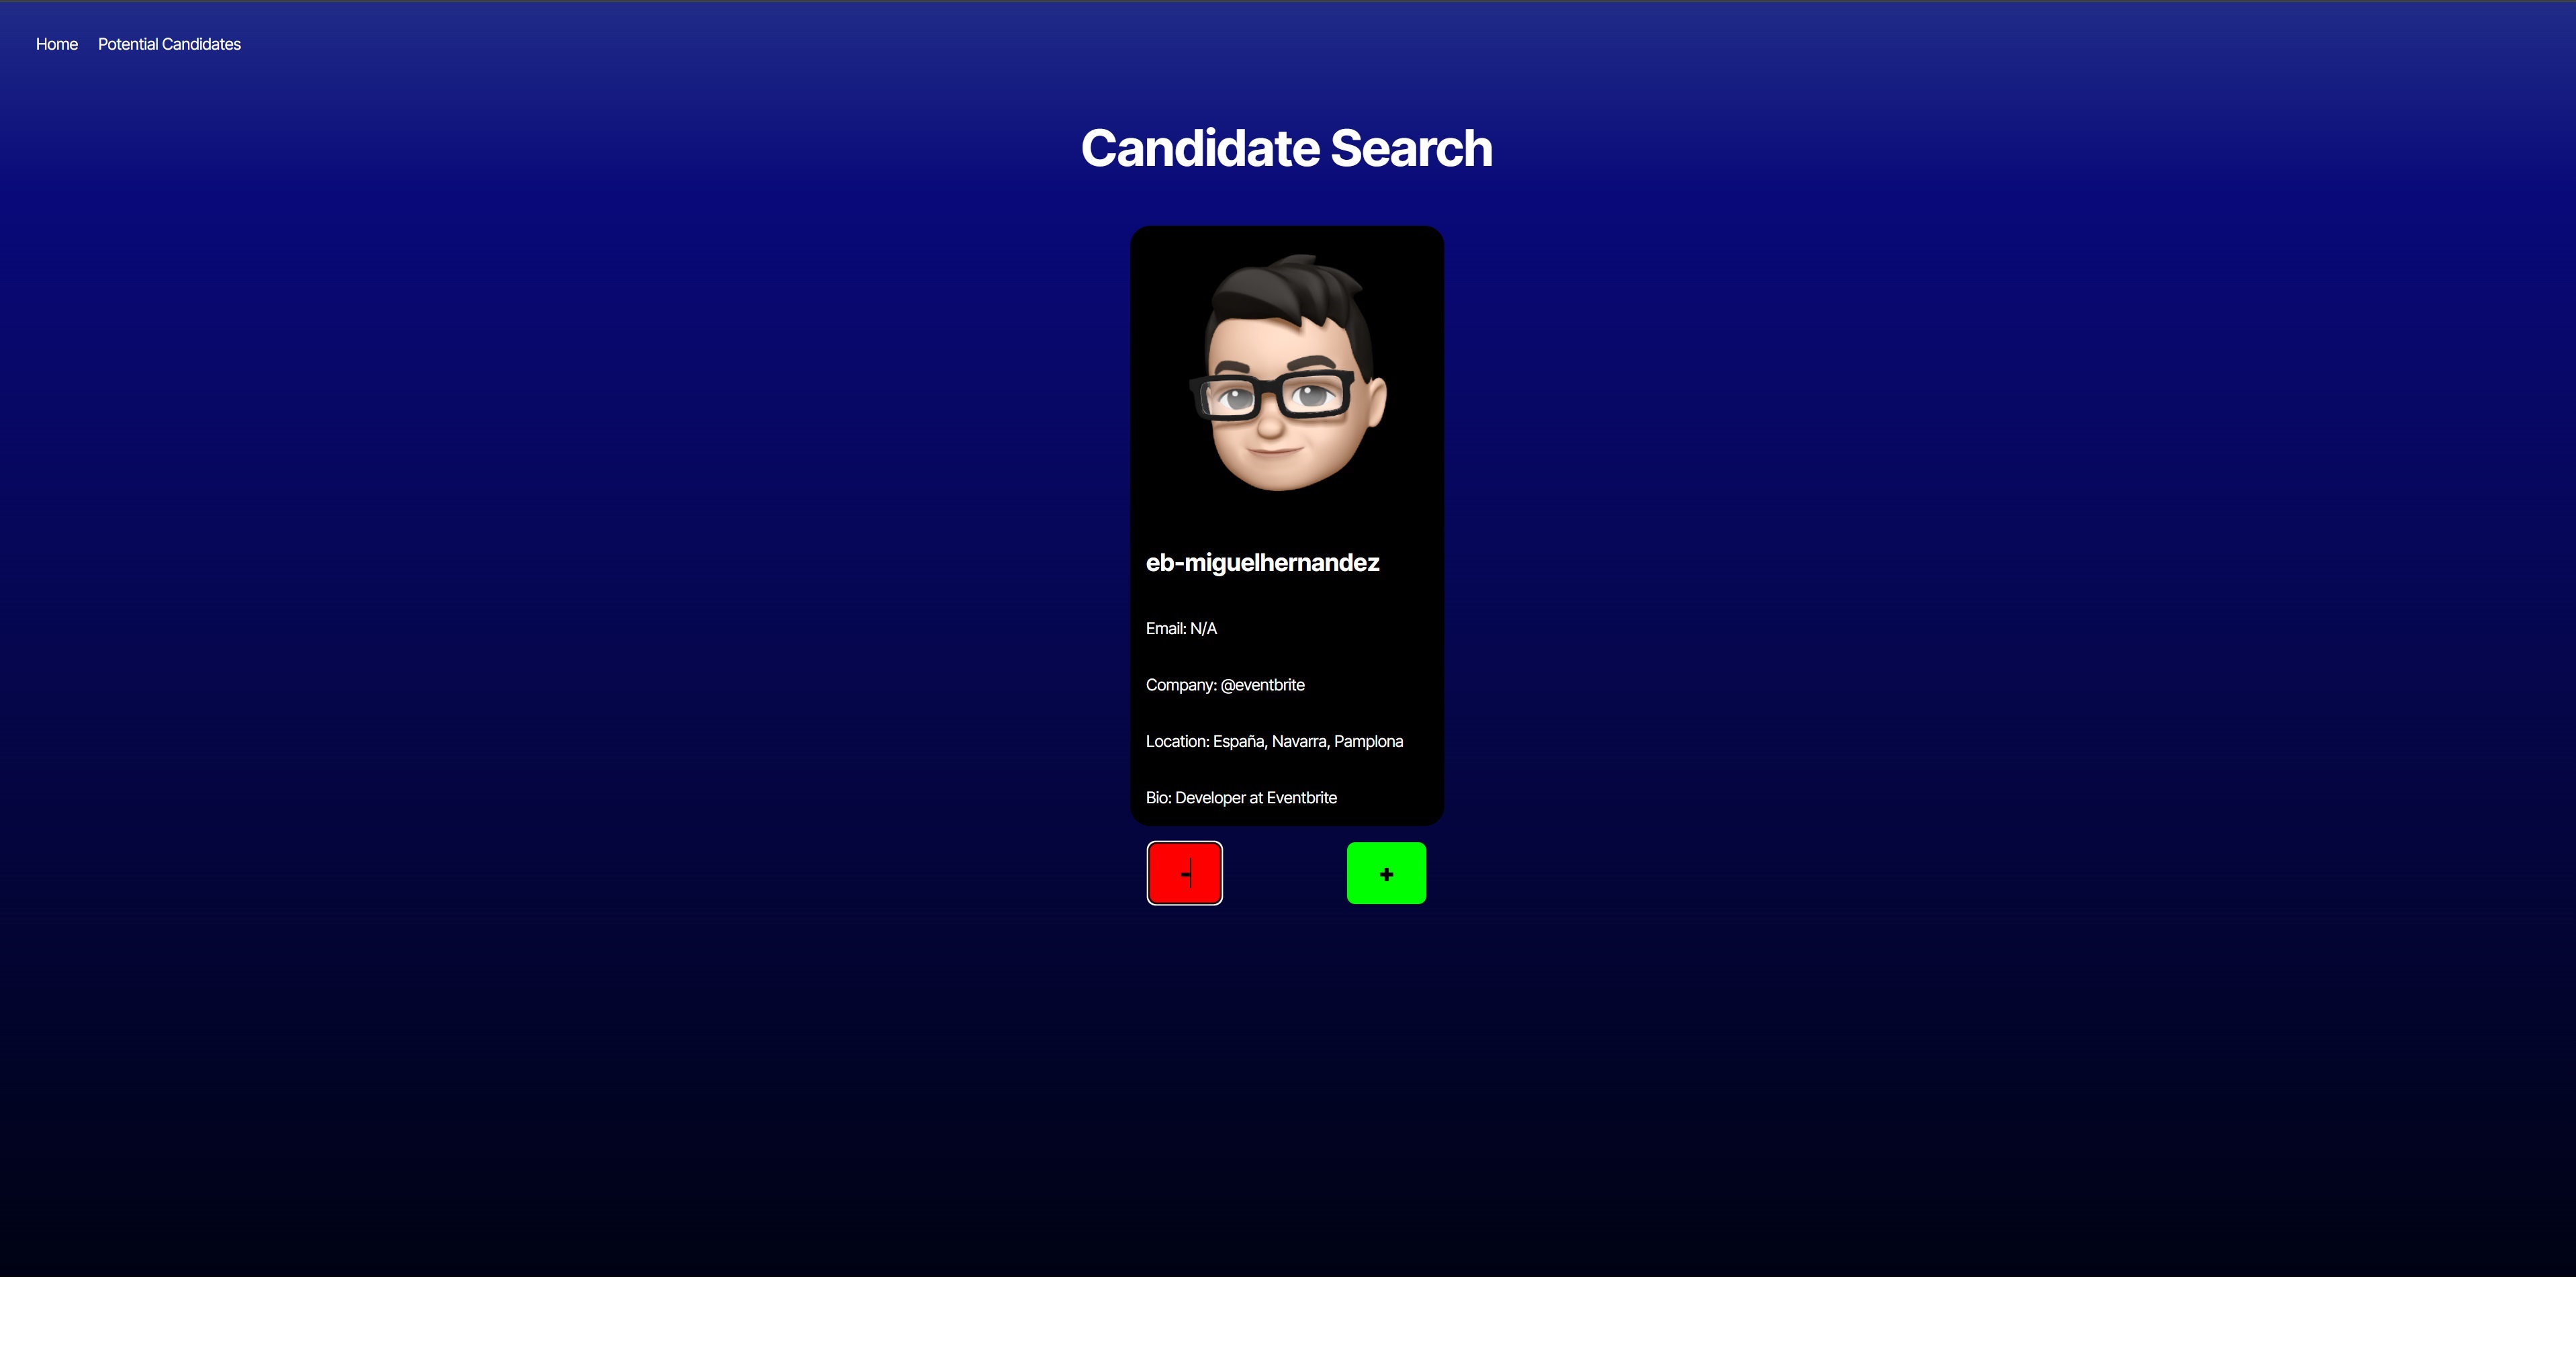 Home Potential Candidates
Candidate Search
eb-miguelhernandez
Email: N/A
Company: @eventbrite
Location: España, Navarra, Pamplona
Bio: Developer at Eventbrite
- +